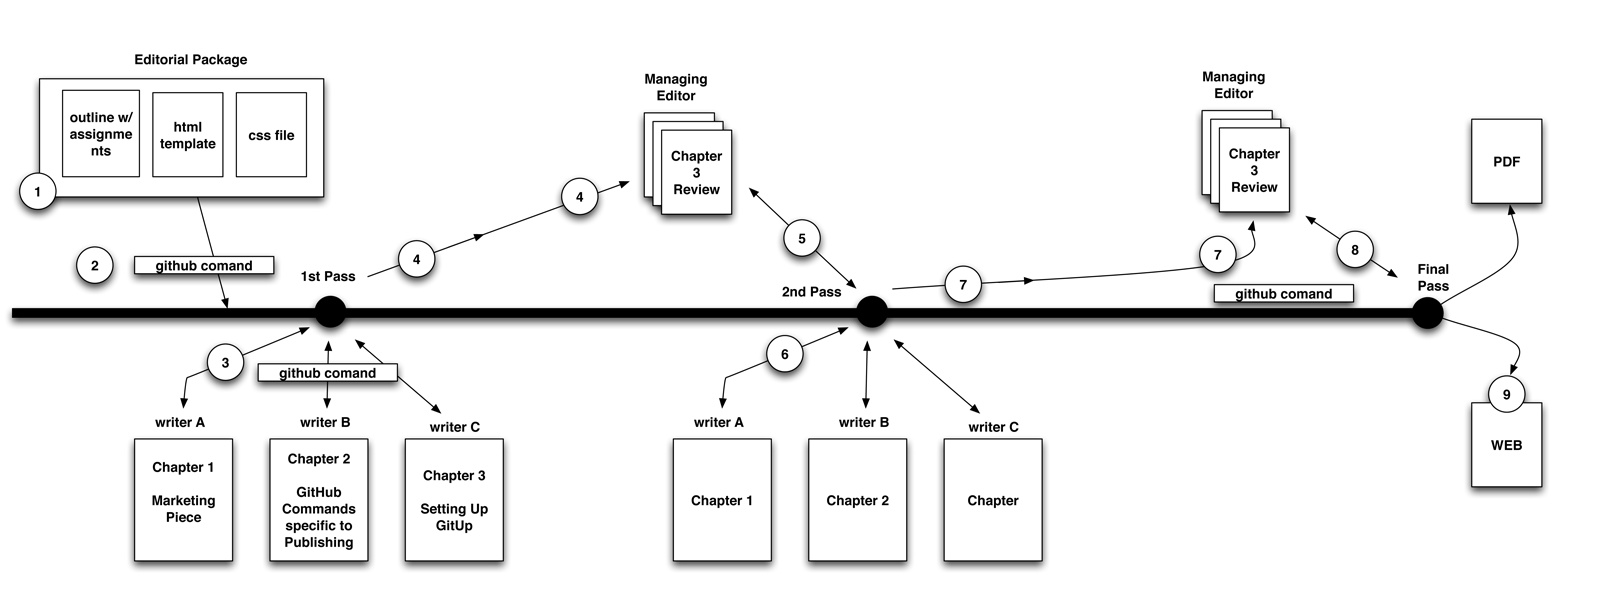 Editorial Package
outline w/
assignme
nts
html
template
css file
1
2
github comand
1st Pass
4
4
Managing
Editor
Chapter
3
Review
5
2nd Pass
7
7
Managing
Editor
Chapter
3
Review
8
github comand
Final
Pass
PDF
9
WEB
3
github comand
writer A
Chapter 1
Marketing
Piece
writer B
Chapter 2
GitHub
Commands
specific to
Publishing
writer C
Chapter 3
Setting Up
GitUp
6
writer A
Chapter 1
writer B
Chapter 2
writer C
Chapter